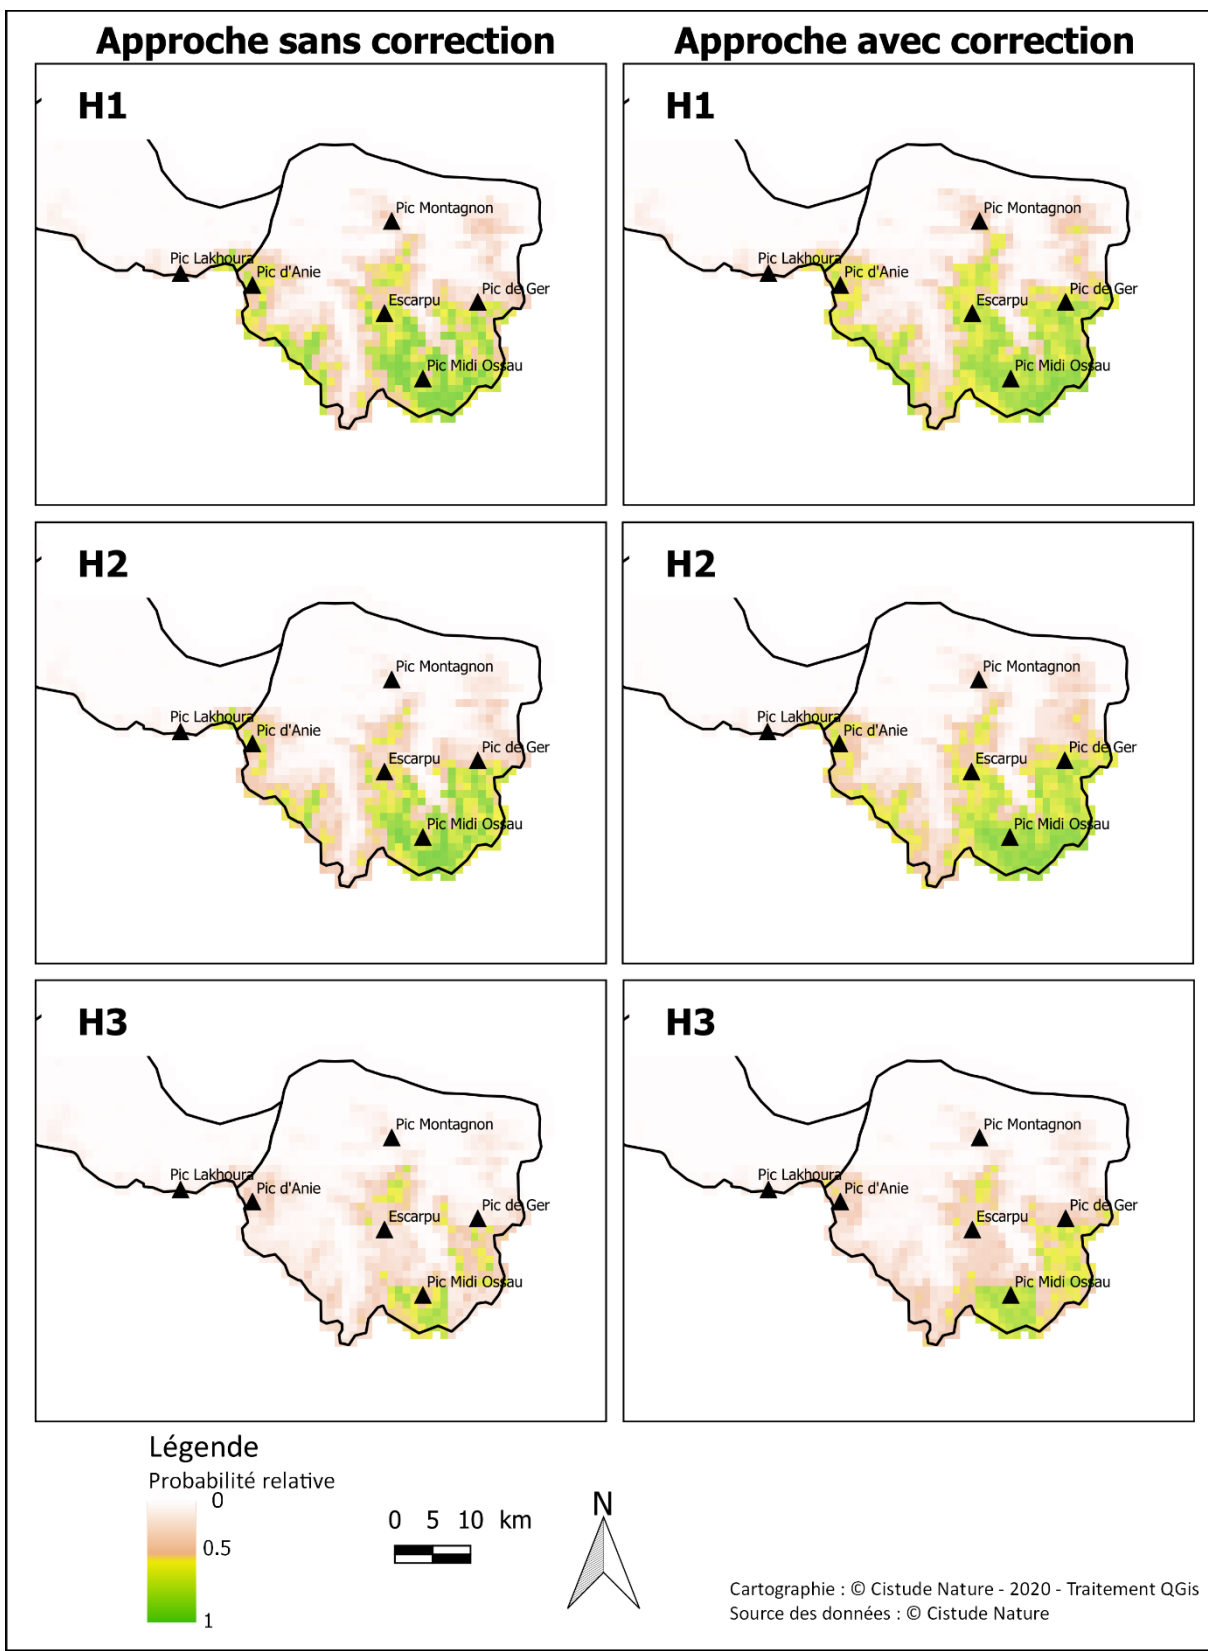 Approche sans correction
Approche avec correction
H1
Pic Montagnon
Pic Lakhoura
Pic d'Anie
Escarpu
Pic de Ger
Pic Midi Ossau
H1
Pic Montagnon
Pic Lakhoura
Pic d'Anie
Escarpu
Pic de Ger
Pic Midi Ossau
H2
Pic Montagnon
Pic Lakhoura
Pic d'Anie
Escarpu
Pic de Ger
Pic Midi Ossau
H2
Pic Montagnon
Pic Lakhoura
Pic d'Anie
Escarpu
Pic de Ger
Pic Midi Ossau
H3
Pic Montagnon
Pic Lakhoura
Pic d'Anie
Escarpu
Pic de Ger
Pic Midi Ossau
H3
Pic Montagnon
Pic Lakhoura
Pic d'Anie
Escarpu
Pic de Ger
Pic Midi Ossau
Légende
Probabilité relative
0
0.5
1
0 5 10 km
N
Cartographie : © Cistude Nature - 2020 - Traitement QGis
Source des données : © Cistude Nature